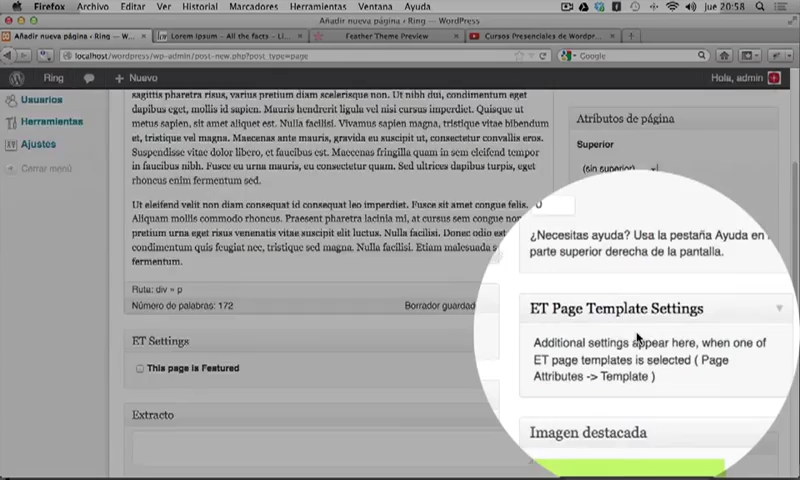 Firefox Archivo Editar Ver Historial Marcadores Herramientas Ventana Ayuda jue 20:58
Añadir nueva página ‹ Ring — WordPress
Añadir nueva página ‹ Ring — W...
Lorem Ipsum - All the facts - Li...
Feather Theme Preview
Cursos Presenciales de Wordpr...
localhost/wordpress/wp-admin/post-new.php?post_type=page
Google
Ring
Nuevo
Hola, admin
Usuarios
Herramientas
Ajustes
Cerrar menú
sagittis pharetra risus, varius pretium diam scelerisque non. Ut nibh dui, condimentum eget
dapibus eget, mollis id sapien. Mauris hendrerit ligula vel nisi cursus imperdiet. Quisque ut
metus sapien, sit amet aliquet est. Nulla facilisi. Vivamus sapien magna, tristique vitae bibendum
et, tristique vel magna. Maecenas ante mauris, gravida eu suscipit ut, consectetur convallis eros.
Suspendisse vitae dolor libero, et faucibus est. Maecenas fringilla quam in sem eleifend tempor
in faucibus nibh. Fusce eu urna mauris, eu consectetur quam. Sed ultrices dapibus turpis, eget
rhoncus enim fermentum sed.
Ut eleifend velit non diam consequat id consequat leo imperdiet. Fusce sit amet congue felis.
Aliquam mollis commodo rhoncus. Praesent pharetra lacinia mi, at cursus sem congue non
pretium urna eget risus venenatis vitae suscipit elit luctus. Nulla facilisi. Donec odio est
condimentum quis feugiat nec, tristique sed magna. Nulla facilisi. Etiam malesuada
fermentum.
Ruta: div » p
Número de palabras: 172
Borrador guardado
ET Settings
This page is Featured
Extracto
Atributos de página
Superior
(sin superior)
0
¿Necesitas ayuda? Usa la pestaña Ayuda en
parte superior derecha de la pantalla.
ET Page Template Settings
Additional settings appear here, when one of
ET page templates is selected ( Page
Attributes -> Template )
Imagen destacada